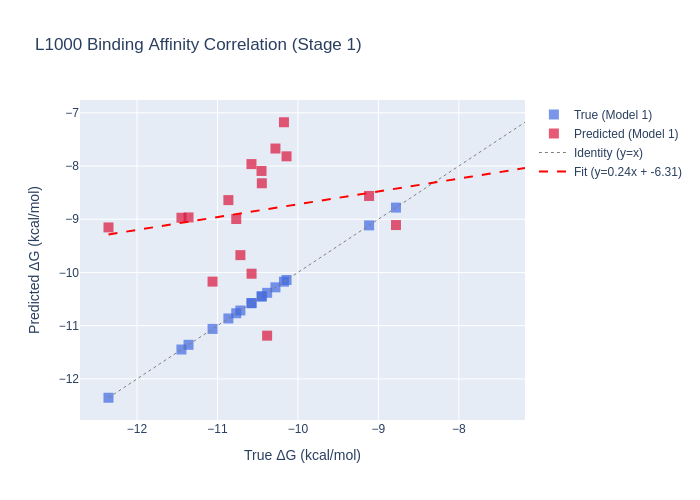 L1000 Binding Affinity Correlation (Stage 1)
True (Model 1)
Predicted (Model 1)
Identity (y=x)
Fit (y=0.24x + -6.31)
Predicted ΔG (kcal/mol)
−7
−8
−9
−10
−11
−12
−12
−11
−10
−9
−8
True ΔG (kcal/mol)